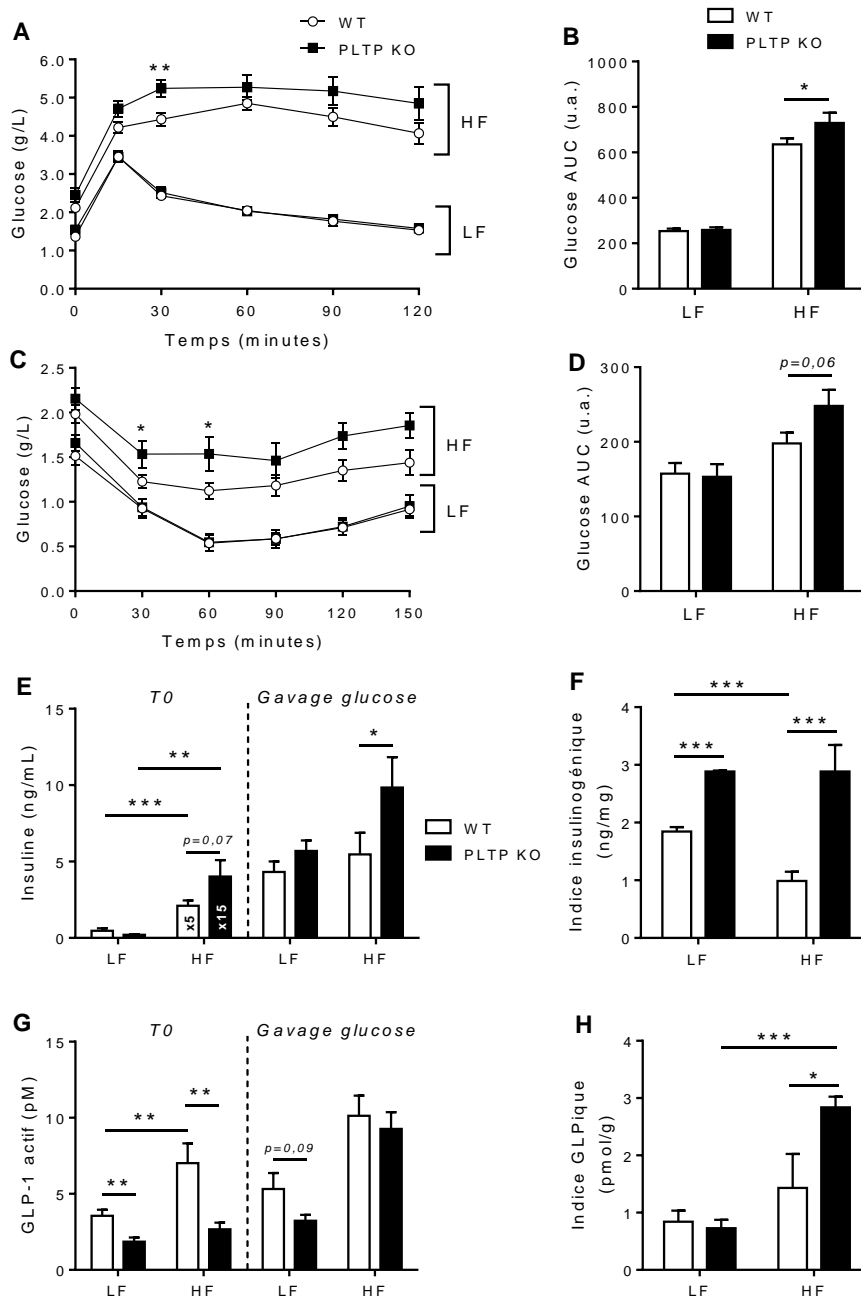 WT
PLTP KO
A
Glucose (g/L)
6.0
5.0
4.0
3.0
2.0
1.0
0.0
**
HF
LF
0 30 60 90 120
Temps (minutes)
WT
PLTP KO
B
Glucose AUC (u.a.)
1000
800
600
400
200
0
*
LF HF
C
Glucose (g/L)
2.5
2.0
1.5
1.0
0.5
0.0
* *
HF
LF
0 30 60 90 120 150
Temps (minutes)
D
Glucose AUC (u.a.)
300
200
100
0
p=0,06
LF HF
E
T0 Gavage glucose
Insuline (ng/mL)
15
10
5
0
**
***
p=0,07
x5
x15
*
LF HF LF HF
WT
PLTP KO
F
Indice insulinogénique
(ng/mg)
4
3
2
1
0
***
*** ***
LF HF
G
T0 Gavage glucose
GLP-1 actif (pM)
15
10
5
0
**
**
**
p=0,09
LF HF LF HF
H
Indice GLPique
(pmol/g)
4
3
2
1
0
***
*
LF HF